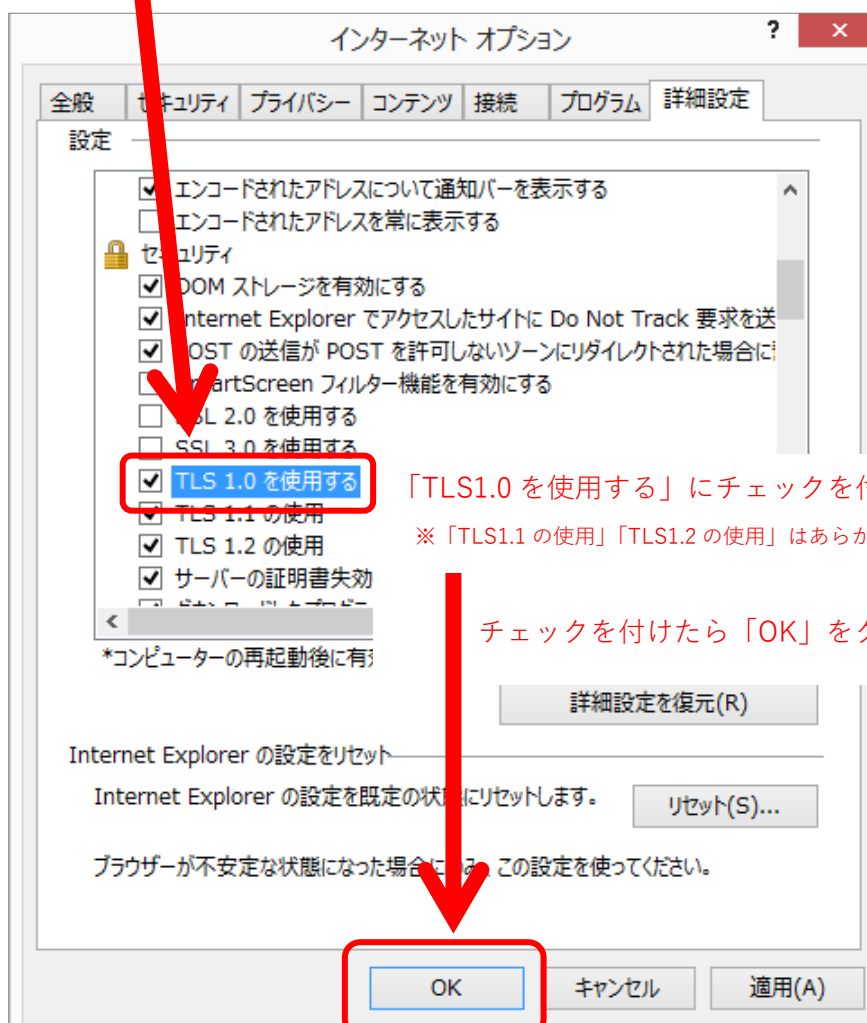 インターネット オプション
?
×
全般
セキュリティ
プライバシー
コンテンツ
接続
プログラム
詳細設定
設定
エンコードされたアドレスについて通知バーを表示する
エンコードされたアドレスを常に表示する
セキュリティ
DOM ストレージを有効にする
Internet Explorer でアクセスしたサイトに Do Not Track 要求を送
POST の送信が POST を許可しないゾーンにリダイレクトされた場合に
SmartScreen フィルター機能を有効にする
SSL 2.0 を使用する
SSL 3.0 を使用する
TLS 1.0 を使用する
TLS 1.1 の使用
TLS 1.2 の使用
サーバーの証明書失効
「TLS1.0 を使用する」にチェックを
※「TLS1.1 の使用」「TLS1.2 の使用」はあらか
チェックを付けたら「OK」を
*コンピューターの再起動後に有
詳細設定を復元(R)
Internet Explorer の設定をリセット
Internet Explorer の設定を既定の状態にリセットします。
リセット(S)...
ブラウザーが不安定な状態になった場合にのみ、この設定を使ってください。
OK
キャンセル
適用(A)